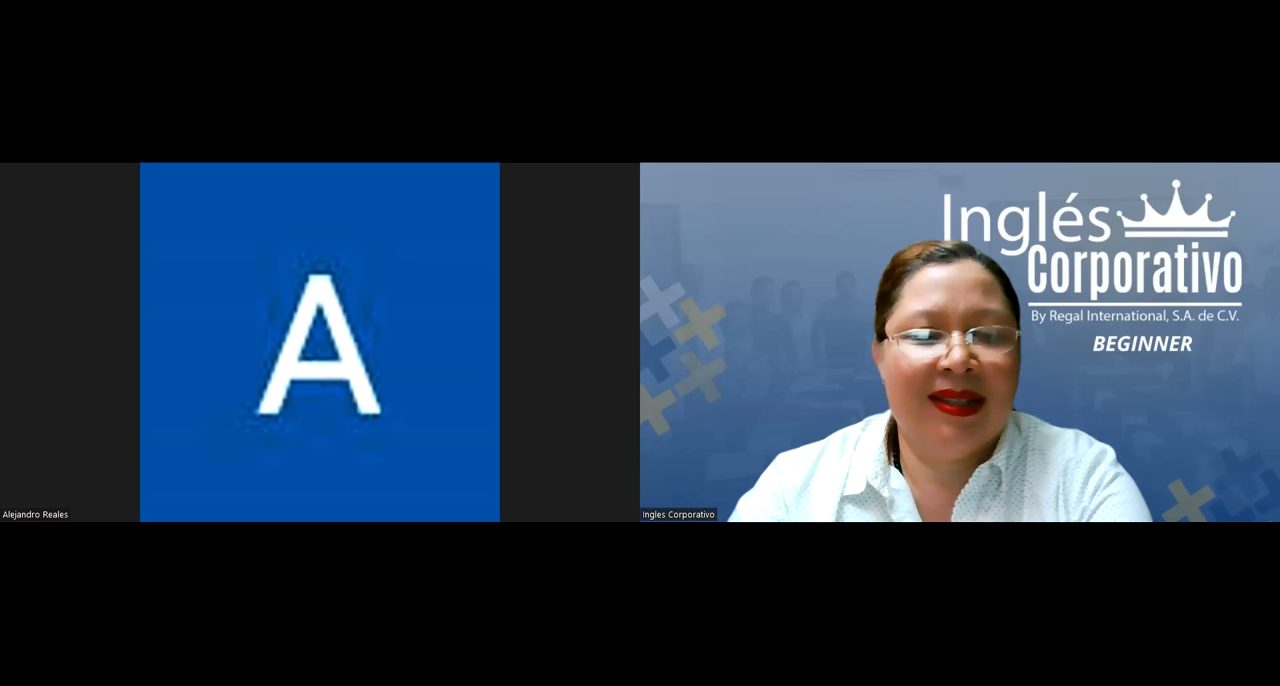 A
Alejandro Reales
Inglés
Corporativo
By Regal International, S.A. de C.V.
BEGINNER
Ingles Corporativo